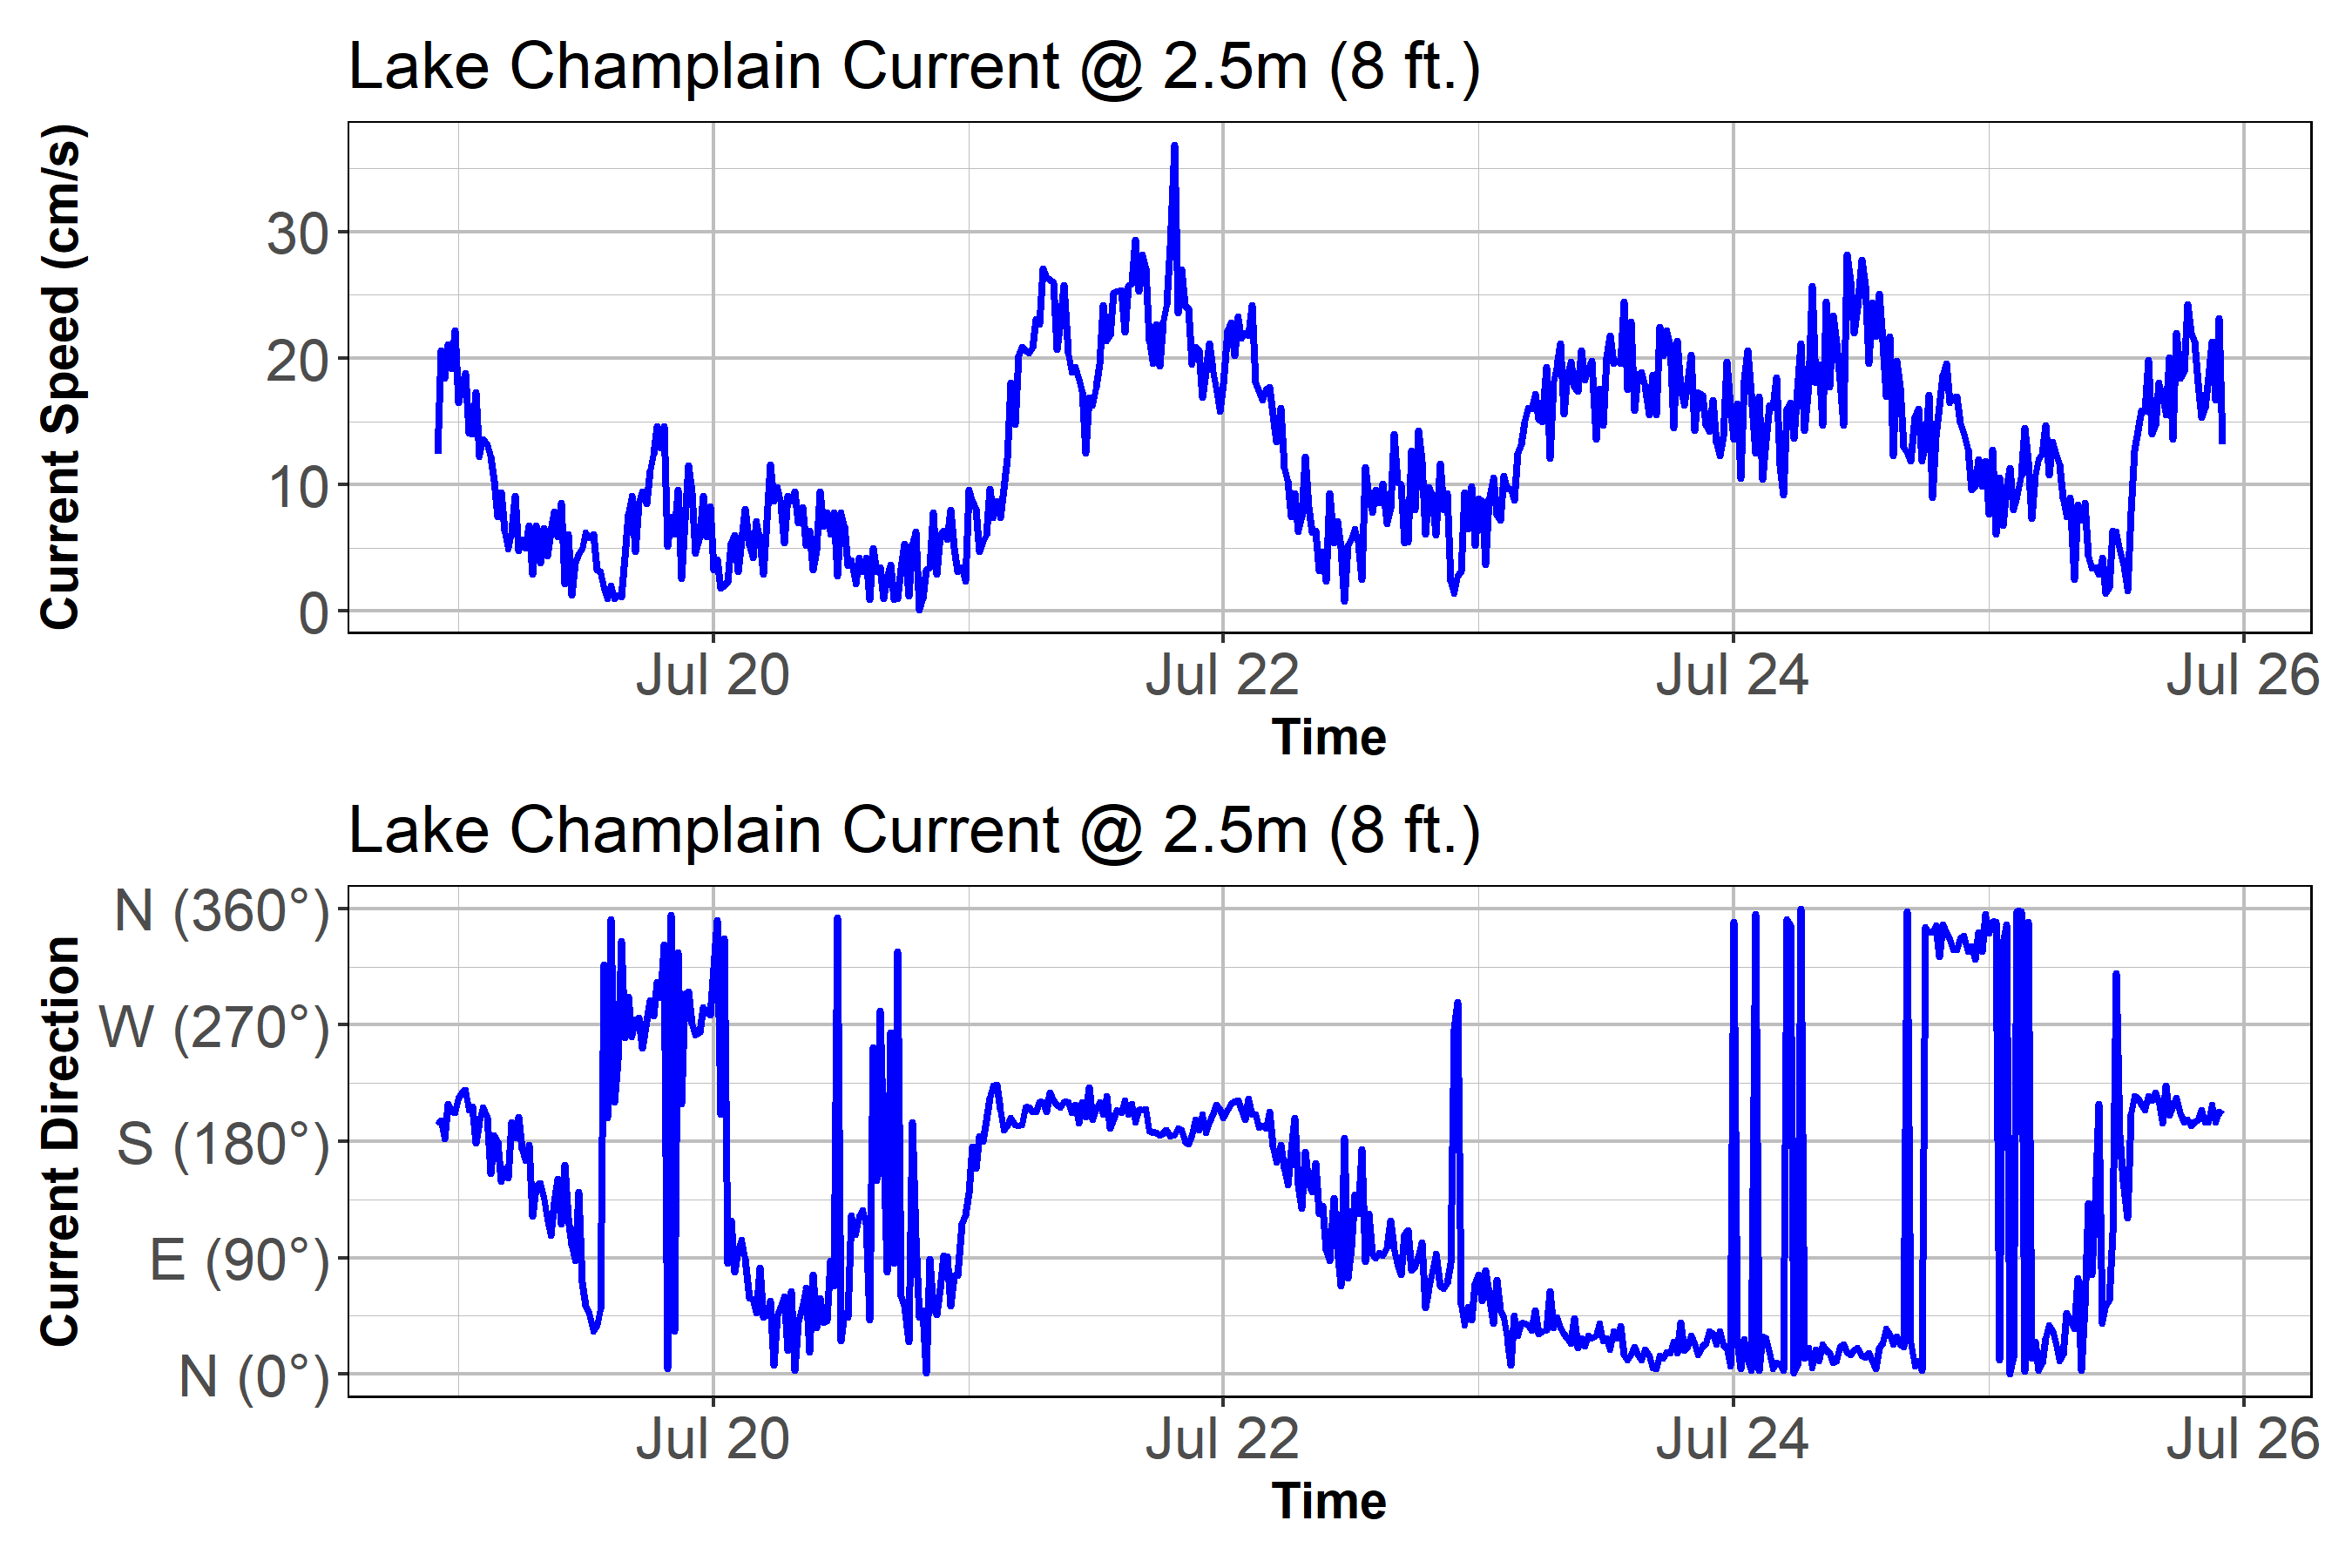 Lake Champlain Current @ 2.5m (8 ft.)
Current Speed (cm/s)
30
20
10
0
Jul 20 Jul 22 Jul 24 Jul 26
Time
Lake Champlain Current @ 2.5m (8 ft.)
Current Direction
N (360°)
W (270°)
S (180°)
E (90°)
N (0°)
Jul 20 Jul 22 Jul 24 Jul 26
Time